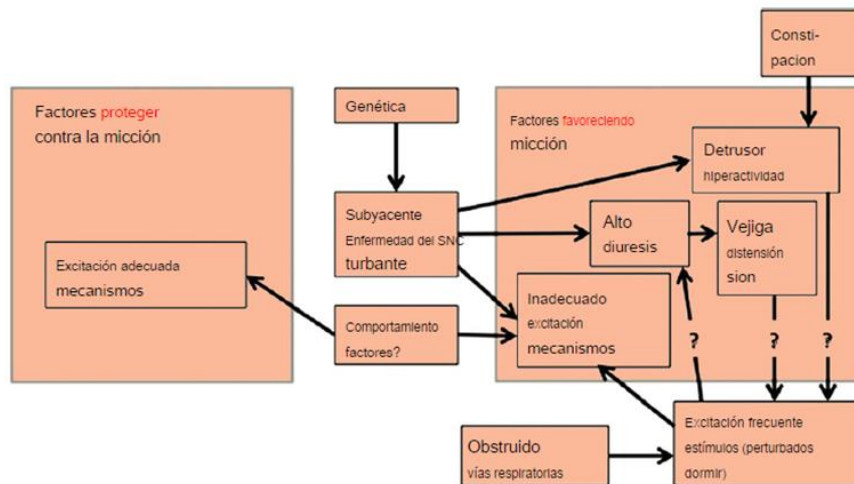 Consti-
pacion
Factores proteger
contra la micción
Genética
Factores favoreciendo
micción
Detrusor
hiperactividad
Subyacente
Enfermedad del SNC
turbante
Alto
diuresis
Vejiga
distensión
sion
Excitación adecuada
mecanismos
Inadecuado
excitación
mecanismos
Comportamiento
factores?
?
?
?
Obstruido
vías respiratorias
Excitación frecuente
estímulos (perturbados
dormir)